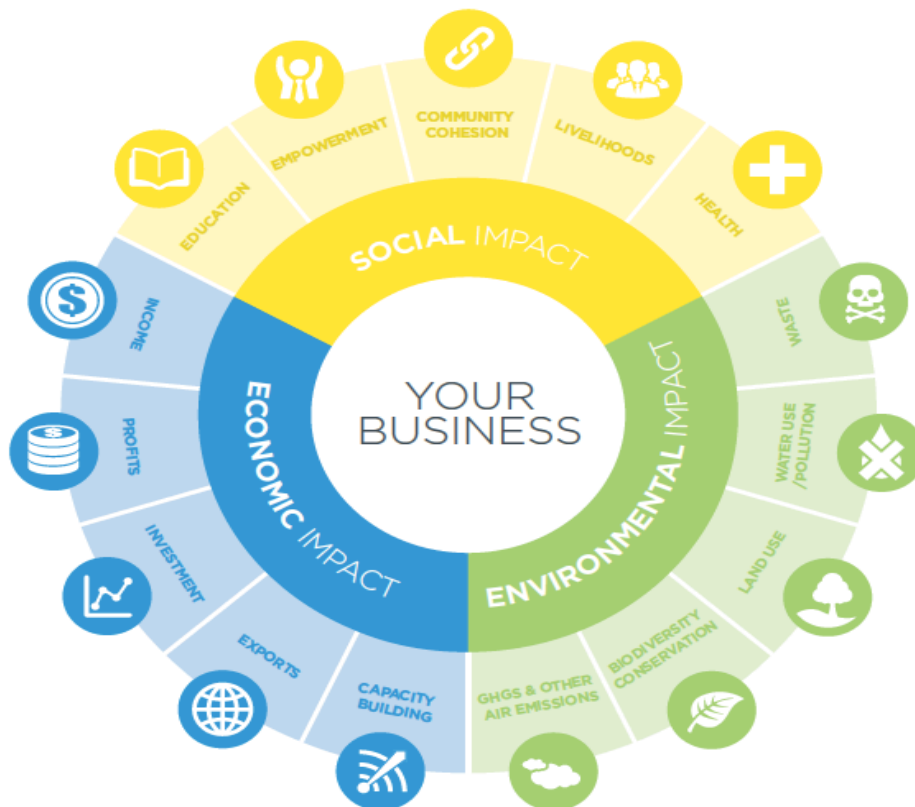 YOUR
BUSINESS
SOCIAL IMPACT
EDUCATION
EMPOWERMENT
COMMUNITY
COHESION
LIVELIHOODS
HEALTH
ENVIRONMENTAL IMPACT
WASTE
WATER USE
/POLLUTION
LAND USE
BIODIVERSITY
CONSERVATION
GHGS & OTHER
AIR EMISSIONS
ECONOMIC IMPACT
CAPACITY
BUILDING
EXPORTS
INVESTMENT
PROFITS
$
INCOME
$